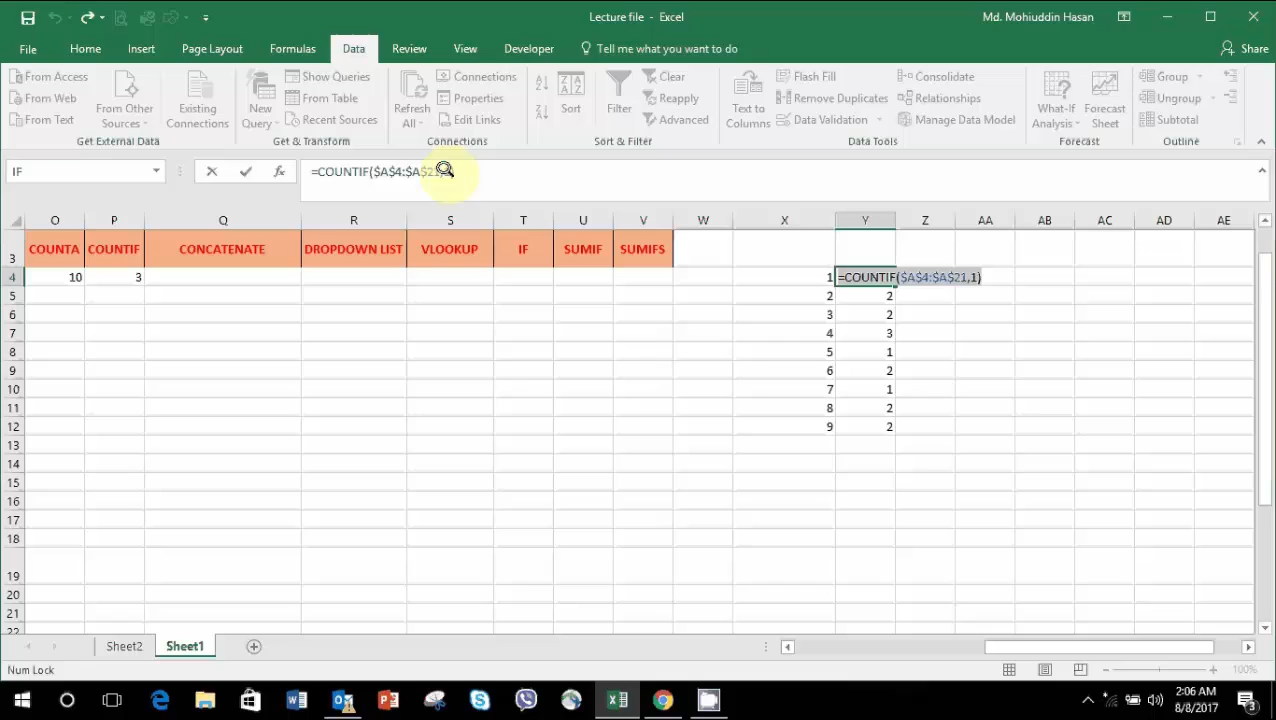 Lecture file - Excel
Md. Mohiuddin Hasan
File Home Insert Page Layout Formulas Data Review View Developer Tell me what you want to do Share
From Access
From Web
From Text
From Other Sources
Existing Connections
Get External Data
New Query
Show Queries
From Table
Recent Sources
Get & Transform
Refresh All
Connections
Properties
Edit Links
Connections
Sort
Filter
Clear
Reapply
Advanced
Sort & Filter
Text to Columns
Flash Fill
Remove Duplicates
Data Validation
Consolidate
Relationships
Manage Data Model
Data Tools
What-If Analysis
Forecast Sheet
Forecast
Group
Ungroup
Subtotal
Outline
IF
fx
=COUNTIF($A$4:$A$21,
O P Q R S T U V W X Y Z AA AB AC AD AE
3 COUNTA COUNTIF CONCATENATE DROPDOWN LIST VLOOKUP IF SUMIF SUMIFS
4 10 3 1 =COUNTIF($A$4:$A$21,1)
5 2 2
6 3 2
7 4 3
8 5 1
9 6 2
10 7 1
11 8 2
12 9 2
13
14
15
16
17
18
19
20
21
22
Sheet2 Sheet1
Num Lock
100%
2:06 AM
8/8/2017
3